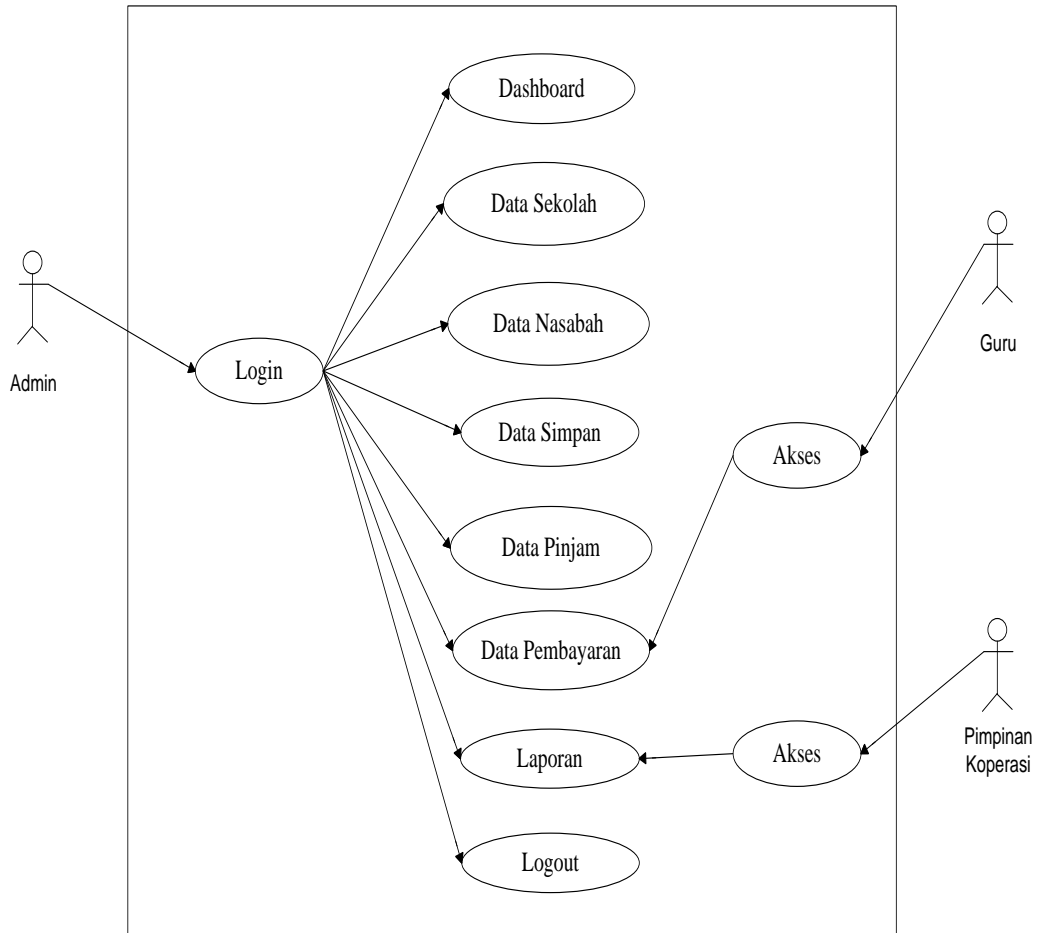 Dashboard
Data Sekolah
Data Nasabah
Guru
Login
Admin
Data Simpan
Akses
Data Pinjam
Data Pembayaran
Pimpinan
Koperasi
Laporan
Akses
Logout